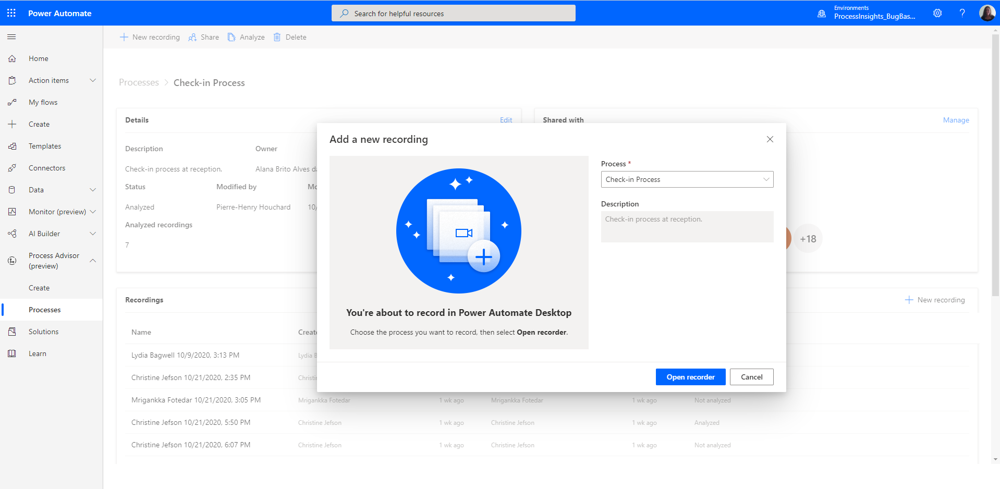 Power Automate
Search for helpful resources
Environments
ProcessInsights_BugBas...
New recording
Share
Analyze
Delete
Home
Action items
My flows
Create
Templates
Connectors
Data
Monitor (preview)
AI Builder
Process Advisor
(preview)
Create
Processes
Solutions
Learn
Processes > Check-in Process
Details
Edit
Description
Owner
Check-in process at reception.
Alana Brito Alves da
Status
Modified by
Mo
Analyzed
Pierre-Henry Houchard
10/
Analyzed recordings
7
Shared with
Manage
+18
Add a new recording
You're about to record in Power Automate Desktop
Choose the process you want to record, then select Open recorder.
Process *
Check-in Process
Description
Check-in process at reception.
Open recorder
Cancel
Recordings
New recording
Name
Create
Lydia Bagwell 10/9/2020, 3:13 PM
Lydia B
Christine Jefson 10/21/2020, 2:35 PM
Christi
Mrigankka Fotedar 10/21/2020, 3:05 PM
Mrigankka Fotedar
1 wk ago
Mrigankka Fotedar
1 wk ago
Not analyzed
Christine Jefson 10/21/2020, 5:50 PM
Christine Jefson
1 wk ago
Christine Jefson
1 wk ago
Analyzed
Christine Jefson 10/21/2020, 6:07 PM
Christine Jefson
1 wk ago
Christine Jefson
1 wk ago
Not analyzed